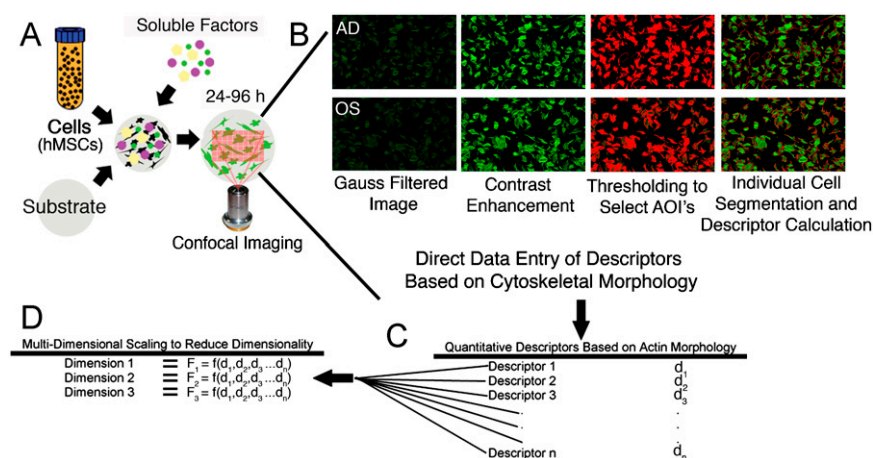 A
Soluble Factors
Cells
(hMSCs)
24-96 h
Substrate
Confocal Imaging
B
AD
OS
Gauss Filtered
Image
Contrast
Enhancement
Thresholding to
Select AOI's
Individual Cell
Segmentation and
Descriptor Calculation
Direct Data Entry of Descriptors
Based on Cytoskeletal Morphology
C
Quantitative Descriptors Based on Actin Morphology
Descriptor 1 d1
Descriptor 2 d2
Descriptor 3 d3
. .
. .
. .
Descriptor n dn
D
Multi-Dimensional Scaling to Reduce Dimensionality
Dimension 1 F1 = f(d1,d2,d3 ...dn)
Dimension 2 F2 = f(d1,d2,d3 ...dn)
Dimension 3 F3 = f(d1,d2,d3 ...dn)